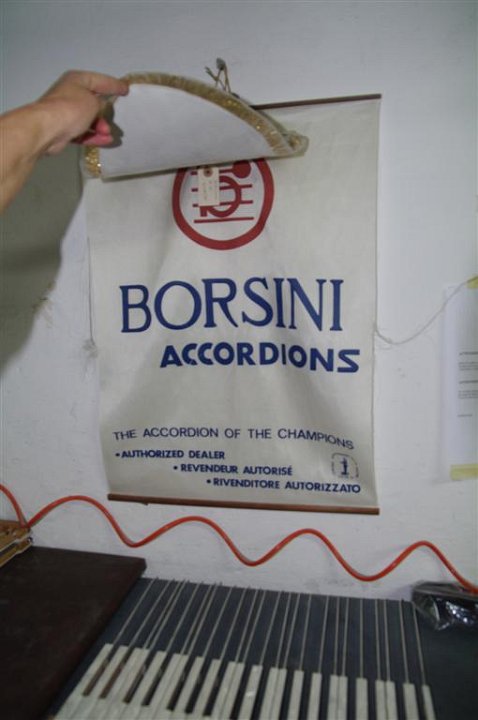 BORSINI
ACCORDIONS
THE ACCORDION OF THE CHAMPIONS
• AUTHORIZED DEALER
• REVENDEUR AUTORISÉ
• RIVENDITORE AUTORIZZATO